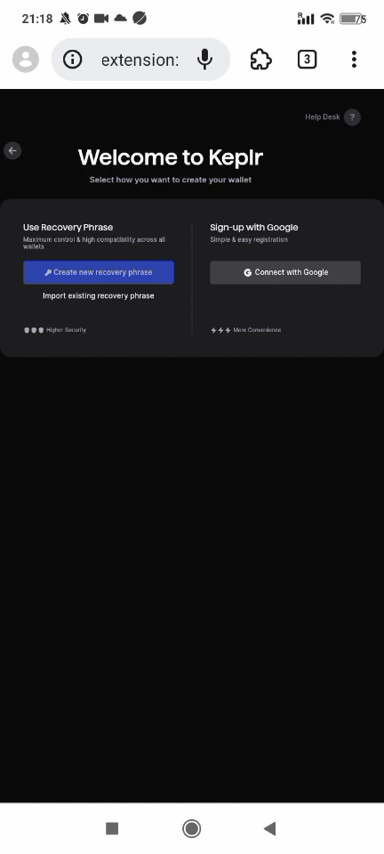 21:18
75
extension:
3
Help Desk ?
Welcome to Keplr
Select how you want to create your wallet
Use Recovery Phrase
Maximum control & high compatibility across all
wallets
Create new recovery phrase
Import existing recovery phrase
Higher Security
Sign-up with Google
Simple & easy registration
G Connect with Google
More Convenience